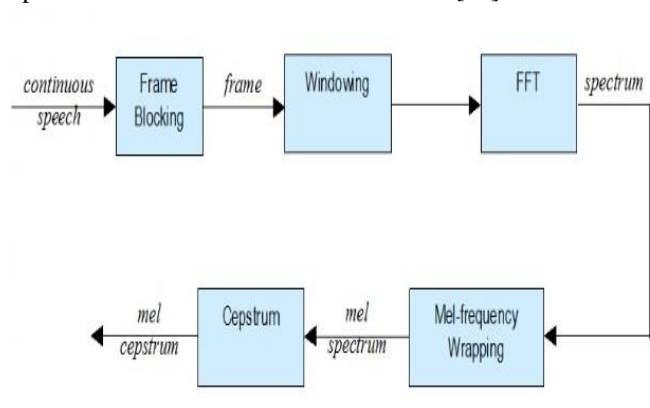 continuous
speech
Frame
Blocking
frame
Windowing
FFT
spectrum
mel
cepstrum
Cepstrum
mel
spectrum
Mel-frequency
Wrapping